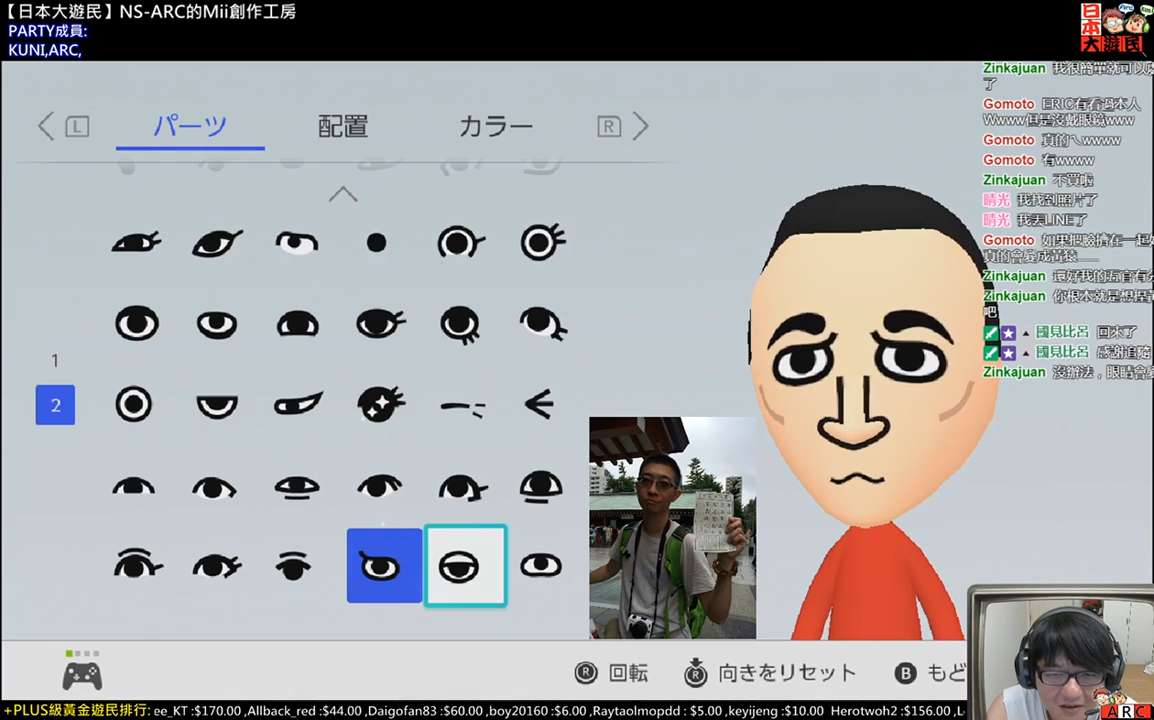 【日本大遊民】NS-ARC的Mii創作工房
PARTY成員:
KUNI,ARC,
日本大遊民
L パーツ 配置 カラー R
1
2
Zinkajuan 我很簡單就可以
了
Gomoto ERIC有看過本人
Wwww但是沒戴眼鏡www
Gomoto 真的ㄟwwww
Gomoto 有wwww
Zinkajuan 不買啦
晴光 我找到照片了
晴光 我丟LINE了
Gomoto 如果把臉擠在一起
真的會變成黃猿......
Zinkajuan 還好我的五官有
Zinkajuan 你根本就是想
吧
國見比呂 回來了
國見比呂 感謝追隨
Zinkajuan 沒辦法，眼睛會
R 回転 R 向きをリセット B もど
ARC
+PLUS級黃金遊民排行: ee_KT :$170.00 ,Allback_red :$44.00 ,Daigofan83 :$60.00 ,boy20160 :$6.00 ,Raytaolmopdd : $5.00 ,keyijeng :$10.00 Herotwoh2 :$156.00